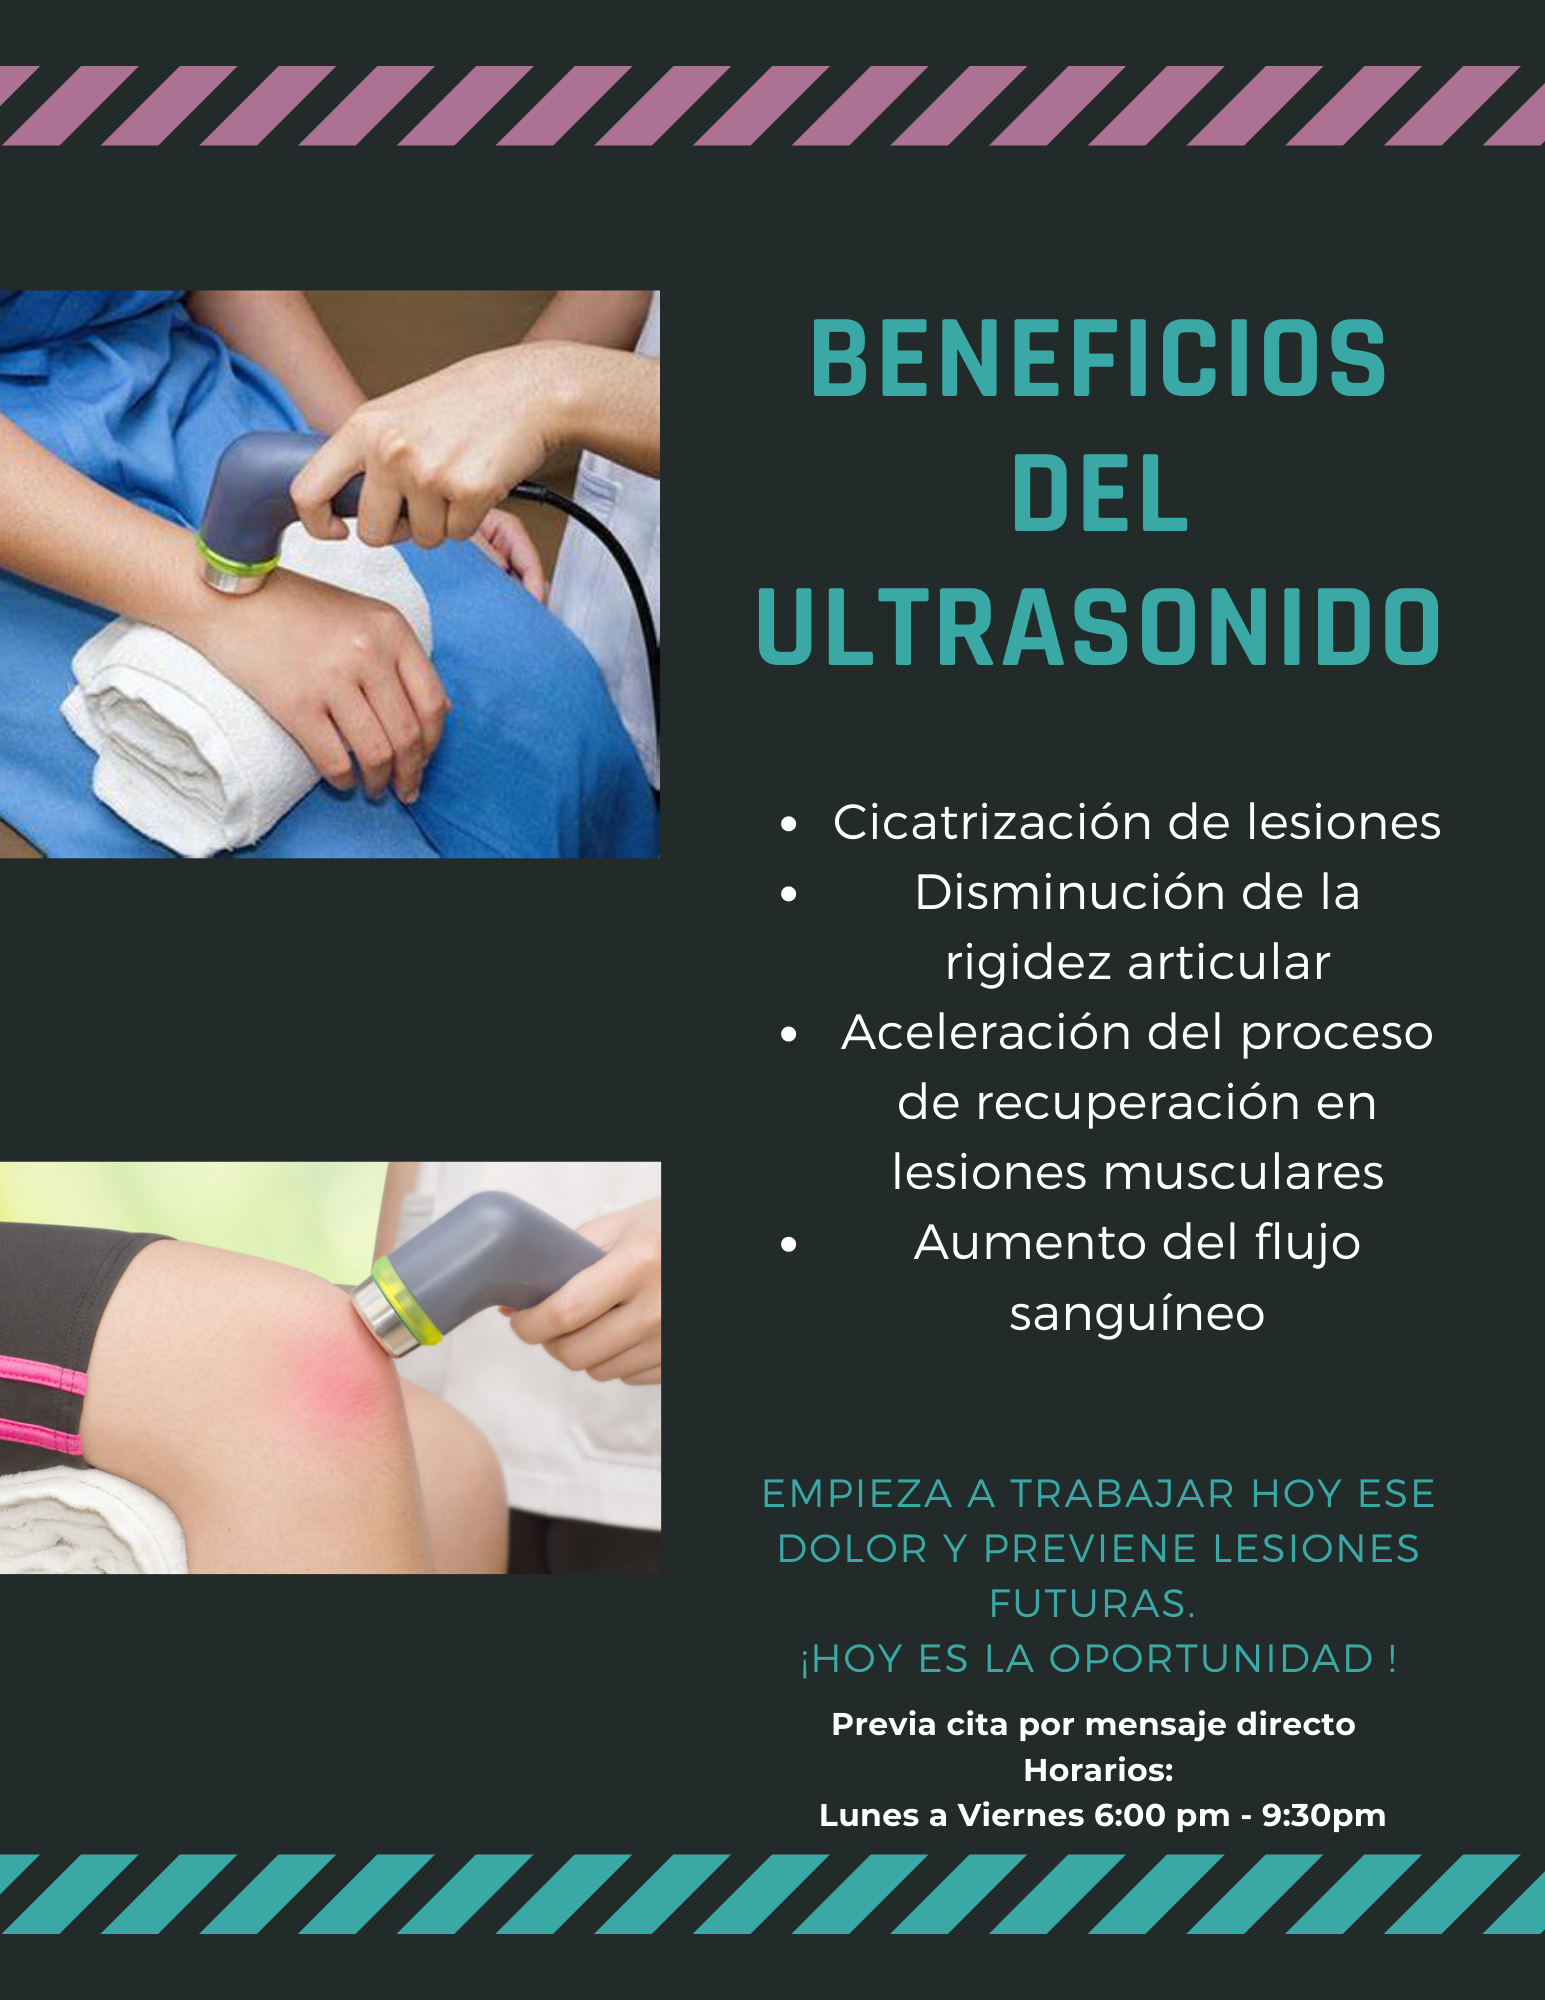 BENEFICIOS
DEL
ULTRASONIDO
• Cicatrización de lesiones
• Disminución de la
rigidez articular
• Aceleración del proceso
de recuperación en
lesiones musculares
• Aumento del flujo
sanguíneo
EMPIEZA A TRABAJAR HOY ESE
DOLOR Y PREVIENE LESIONES
FUTURAS.
¡HOY ES LA OPORTUNIDAD !
Previa cita por mensaje directo
Horarios:
Lunes a Viernes 6:00 pm - 9:30pm